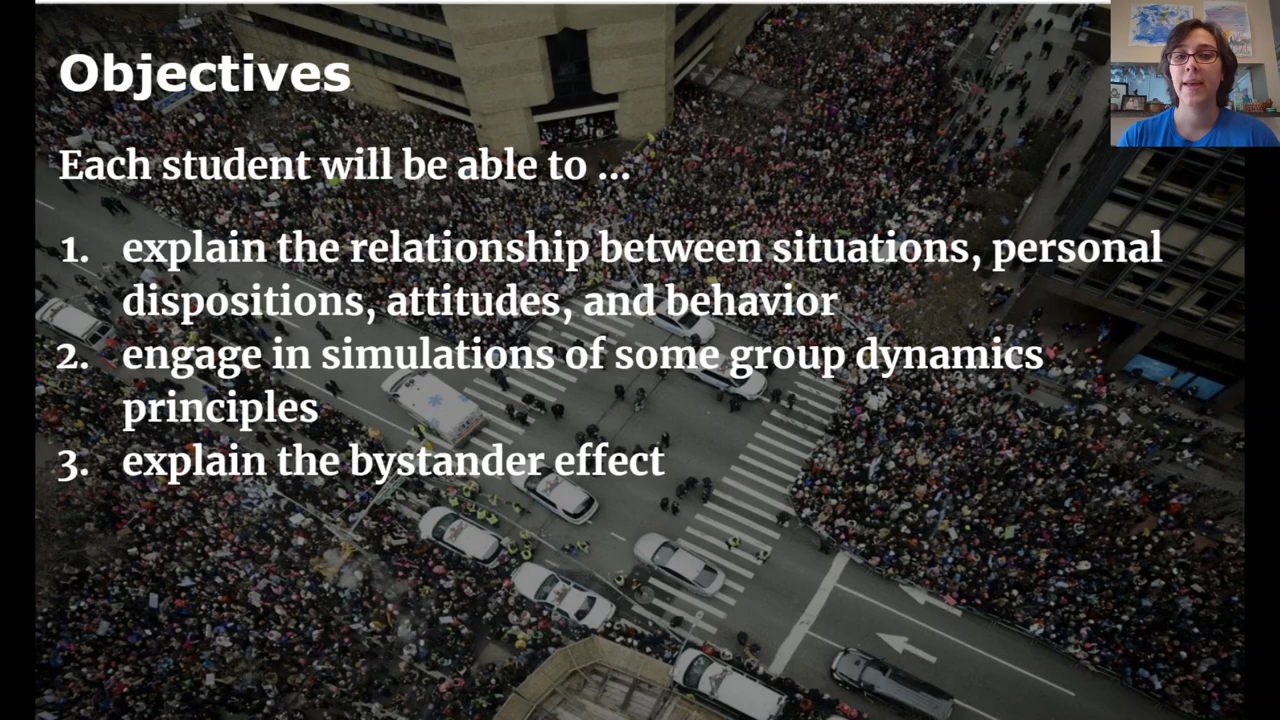 Objectives
Each student will be able to ...
1. explain the relationship between situations, personal
dispositions, attitudes, and behavior
2. engage in simulations of some group dynamics
principles
3. explain the bystander effect